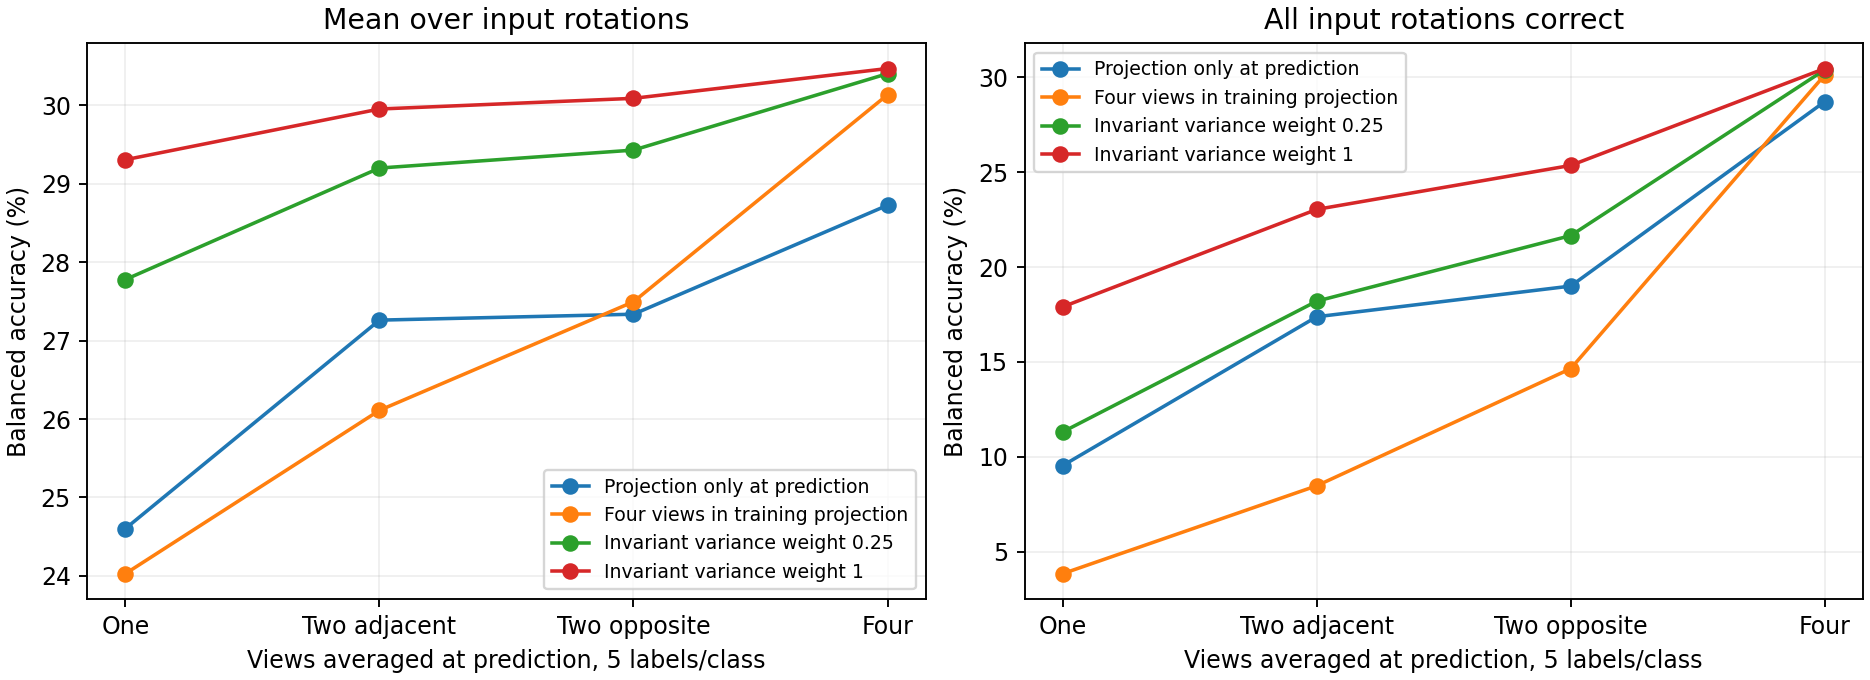 Mean over input rotations
Balanced accuracy (%)
30
29
28
27
26
25
24
Projection only at prediction
Four views in training projection
Invariant variance weight 0.25
Invariant variance weight 1
One Two adjacent Two opposite Four
Views averaged at prediction, 5 labels/class
All input rotations correct
Balanced accuracy (%)
30
25
20
15
10
5
Projection only at prediction
Four views in training projection
Invariant variance weight 0.25
Invariant variance weight 1
One Two adjacent Two opposite Four
Views averaged at prediction, 5 labels/class